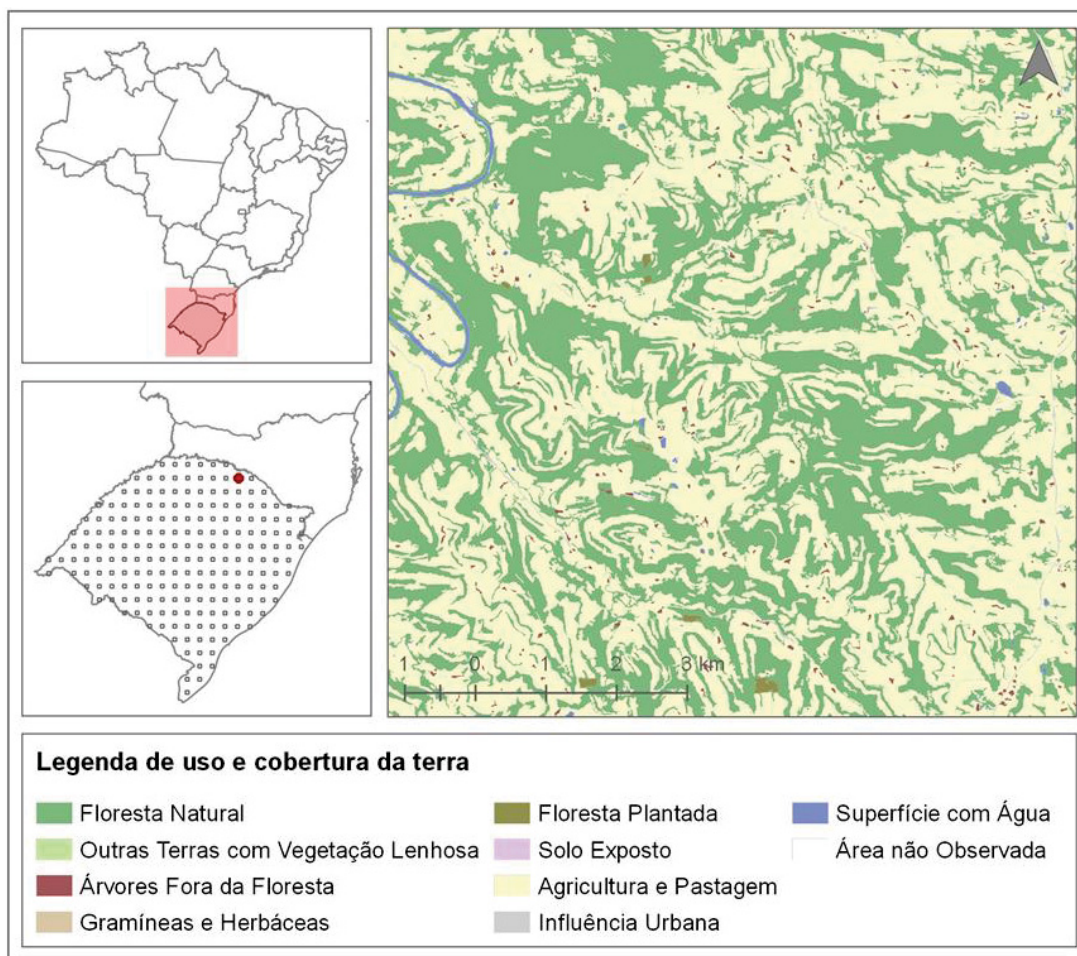 1 0 1 2 3 km
Legenda de uso e cobertura da terra
Floresta Natural
Outras Terras com Vegetação Lenhosa
Árvores Fora da Floresta
Gramíneas e Herbáceas
Floresta Plantada
Solo Exposto
Agricultura e Pastagem
Influência Urbana
Superfície com Água
Área não Observada